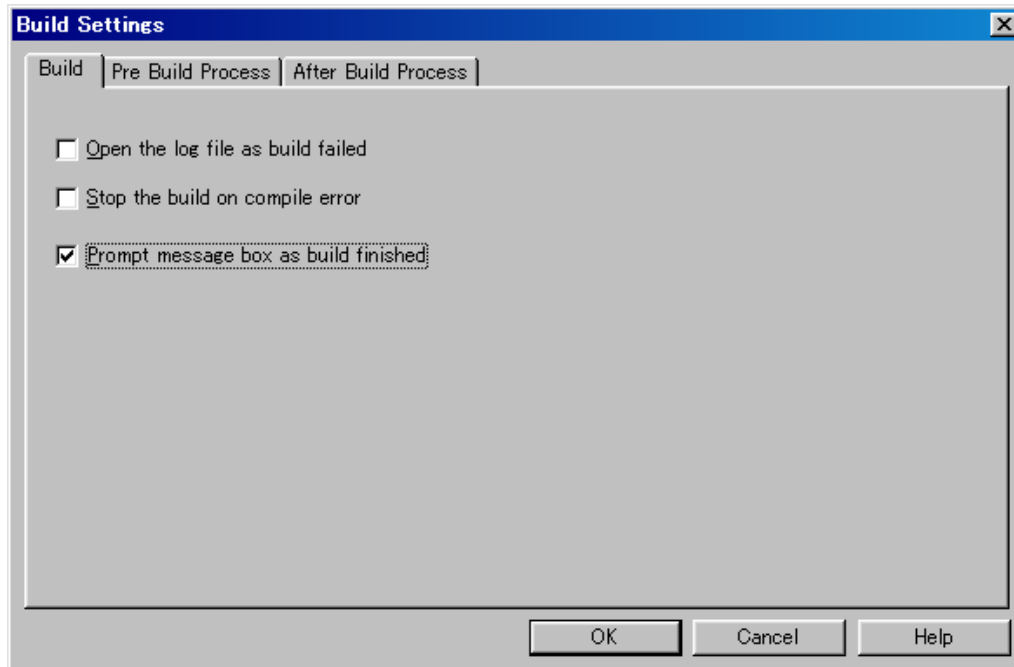 Build Settings
Build Pre Build Process After Build Process
Open the log file as build failed
Stop the build on compile error
Prompt message box as build finished
OK Cancel Help